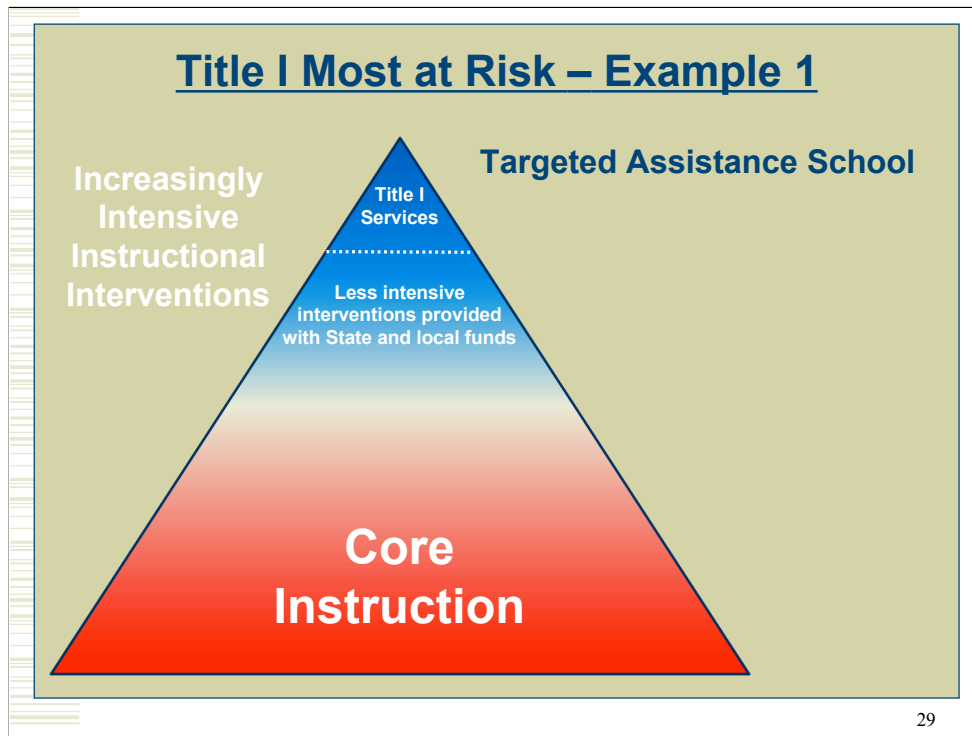 Title I Most at Risk – Example 1
Targeted Assistance School
Increasingly
Intensive
Instructional
Interventions
Title I
Services
Less intensive
interventions provided
with State and local funds
Core
Instruction
29